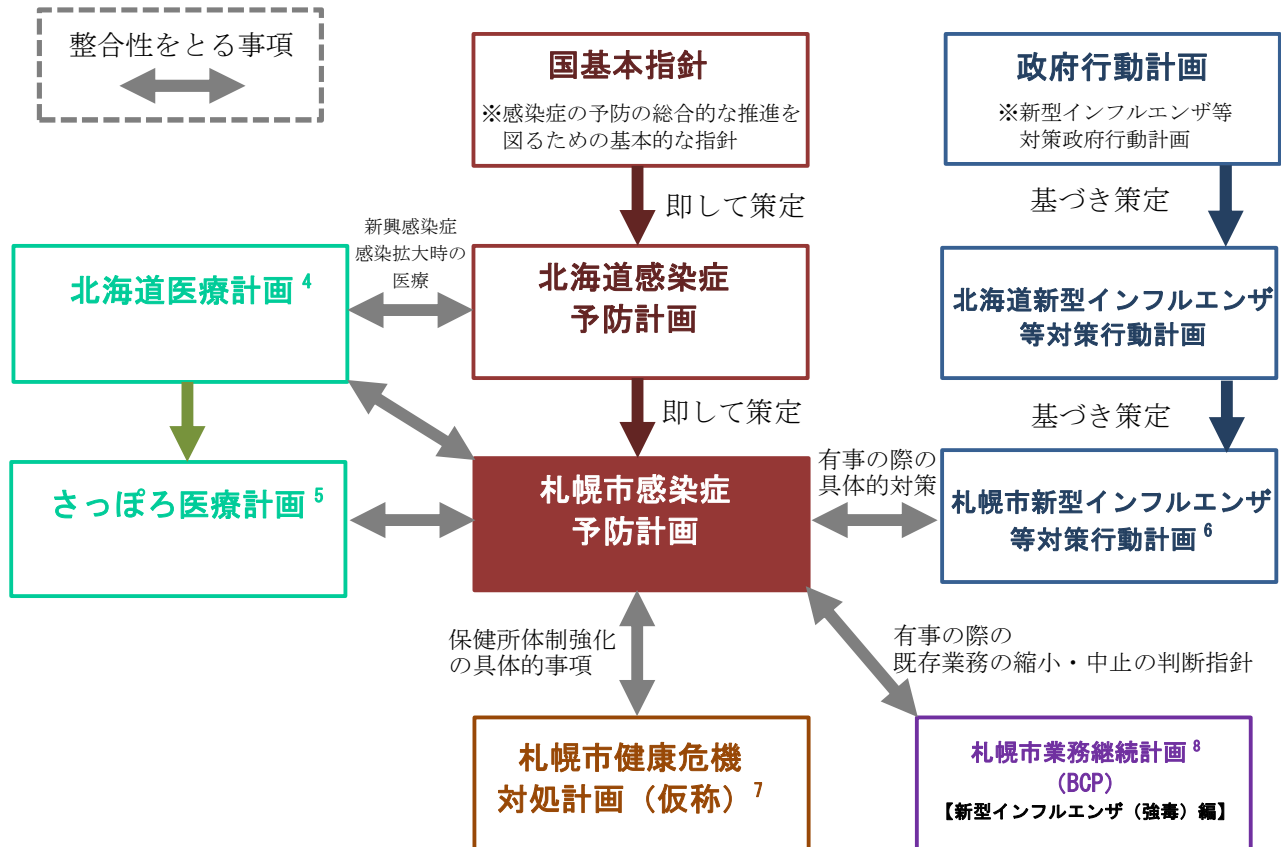 整合性をとる事項
国基本指針
※感染症の予防の総合的な推進を
図るための基本的な指針
政府行動計画
※新型インフルエンザ等
対策政府行動計画
即して策定
基づき策定
新興感染症
感染拡大時の
医療
北海道医療計画 4
北海道感染症
予防計画
北海道新型インフルエンザ
等対策行動計画
即して策定
基づき策定
さっぽろ医療計画 5
札幌市感染症
予防計画
有事の際の
具体的対策
札幌市新型インフルエンザ
等対策行動計画 6
保健所体制強化
の具体的事項
有事の際の
既存業務の縮小・中止の判断指針
札幌市健康危機
対処計画（仮称） 7
札幌市業務継続計画 8
（BCP）
【新型インフルエンザ（強毒）編】